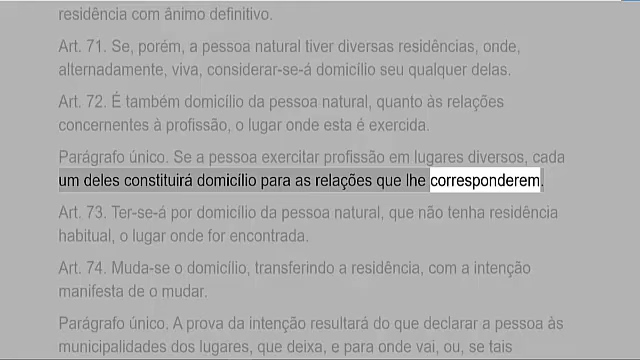 residência com ânimo definitivo.
Art. 71. Se, porém, a pessoa natural tiver diversas residências, onde,
alternadamente, viva, considerar-se-á domicílio seu qualquer delas.
Art. 72. É também domicílio da pessoa natural, quanto às relações
concernentes à profissão, o lugar onde esta é exercida.
Parágrafo único. Se a pessoa exercitar profissão em lugares diversos, cada
um deles constituirá domicílio para as relações que lhe corresponderem.
Art. 73. Ter-se-á por domicílio da pessoa natural, que não tenha residência
habitual, o lugar onde for encontrada.
Art. 74. Muda-se o domicílio, transferindo a residência, com a intenção
manifesta de o mudar.
Parágrafo único. A prova da intenção resultará do que declarar a pessoa às
municipalidades dos lugares, que deixa, e para onde vai, ou, se tais